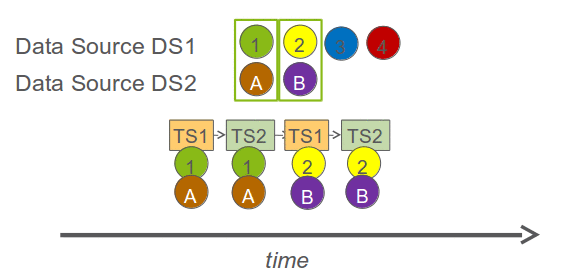 Data Source DS1 1 2 3 4
Data Source DS2 A B
TS1 TS2 TS1 TS2
1 1 2 2
A A B B
time